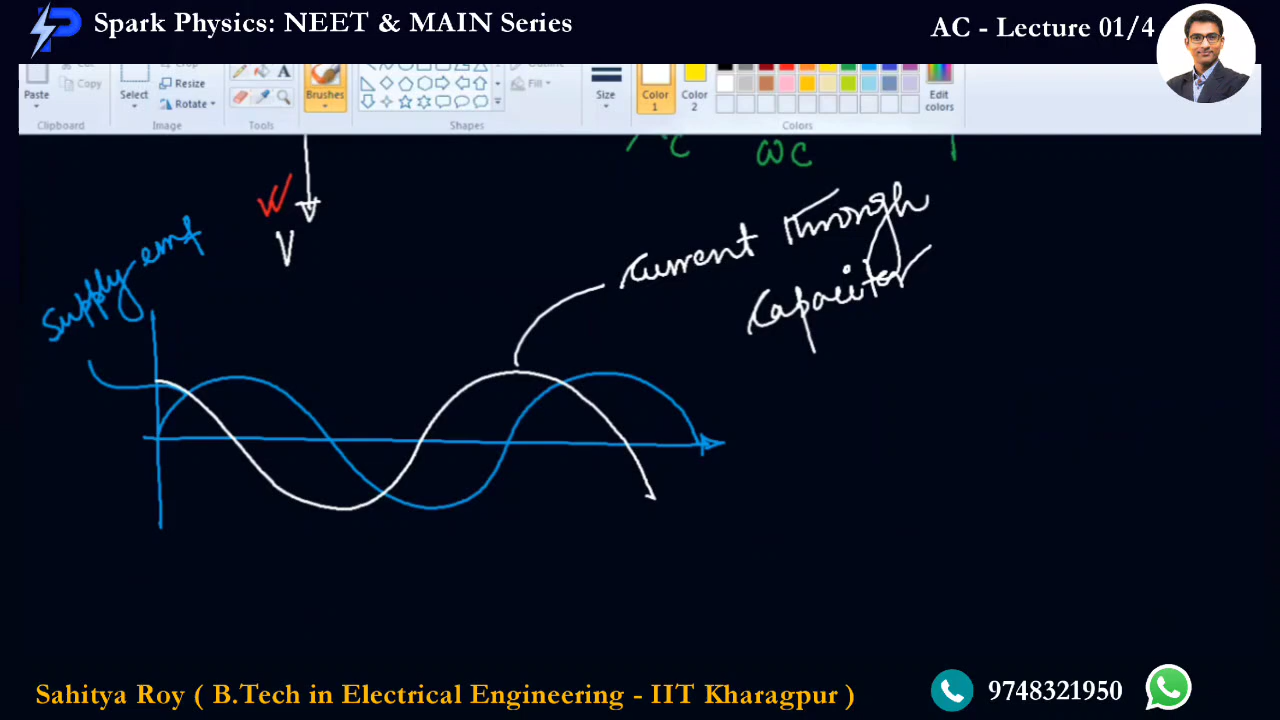 Spark Physics: NEET & MAIN Series
AC - Lecture 01/4
Copy
Resize
Paste
Select
Rotate
Brushes
Fill
Size
Color 1
Color 2
Edit colors
Clipboard
Image
Tools
Shapes
Colors
ωC
V
Supply emf
Current through
Capacitor
Sahitya Roy ( B.Tech in Electrical Engineering - IIT Kharagpur )
9748321950